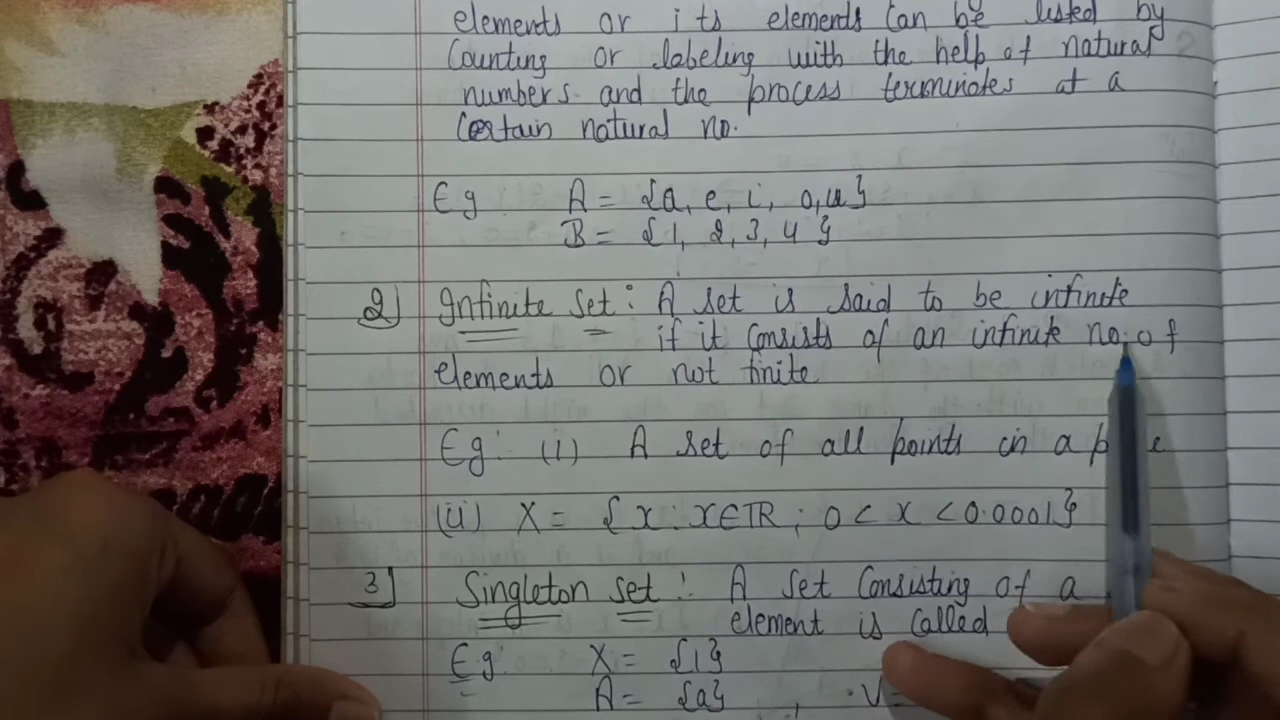 elements or its elements can be listed by
Counting or labeling with the help of natural
numbers and the process terminates at a
Certain natural no.
Eg A = {a, e, i, o, u}
B = {1, 2, 3, 4}
2) Infinite Set: A set is said to be infinite
if it consists of an infinite no. of
elements or not finite
Eg: (i) A set of all points in a
(ii) X = {x : x∈IR ; 0 < x < 0.0001}
3) Singleton set: A set Consisting of a
element is called
Eg: X = {1}
A = {a}, V=